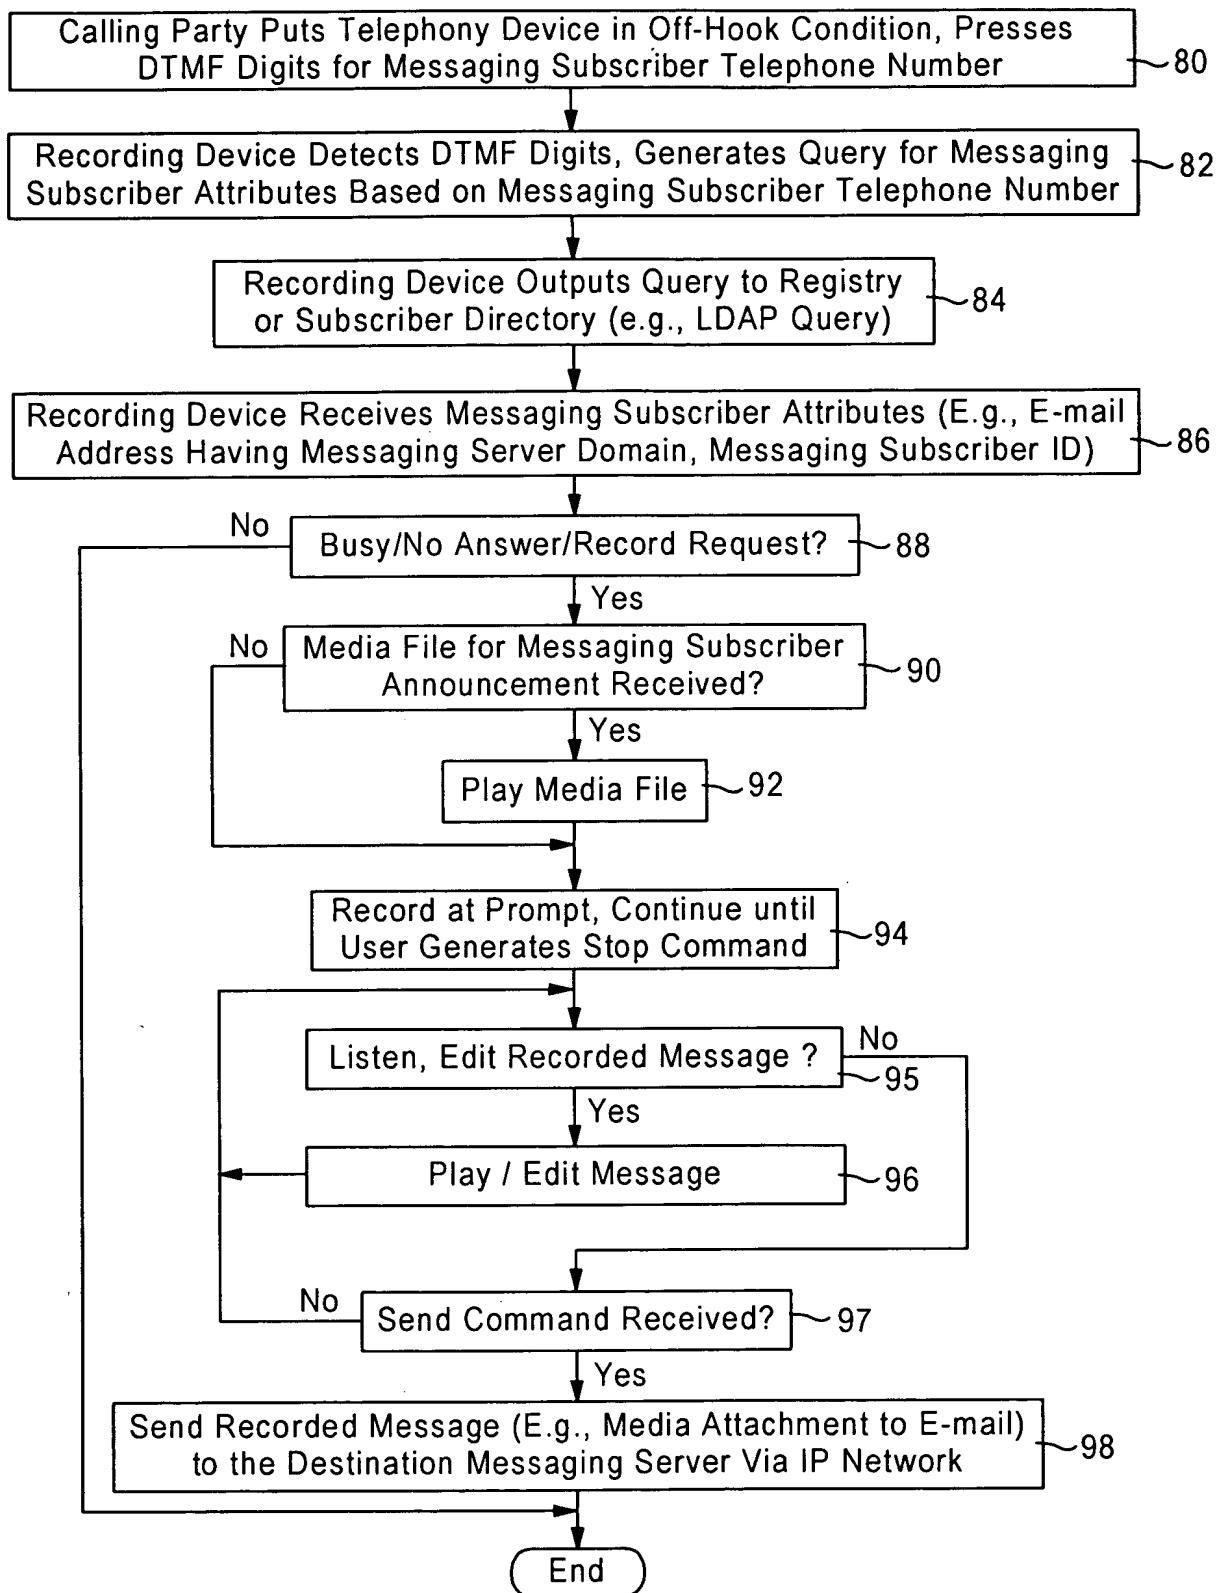 Calling Party Puts Telephony Device in Off-Hook Condition, Presses
DTMF Digits for Messaging Subscriber Telephone Number
80
Recording Device Detects DTMF Digits, Generates Query for Messaging
Subscriber Attributes Based on Messaging Subscriber Telephone Number
82
Recording Device Outputs Query to Registry
or Subscriber Directory (e.g., LDAP Query)
84
Recording Device Receives Messaging Subscriber Attributes (E.g., E-mail
Address Having Messaging Server Domain, Messaging Subscriber ID)
86
No
Busy/No Answer/Record Request?
88
Yes
No
Media File for Messaging Subscriber
Announcement Received?
90
Yes
Play Media File
92
Record at Prompt, Continue until
User Generates Stop Command
94
Listen, Edit Recorded Message ?
No
95
Yes
Play / Edit Message
96
No
Send Command Received?
97
Yes
Send Recorded Message (E.g., Media Attachment to E-mail)
to the Destination Messaging Server Via IP Network
98
End